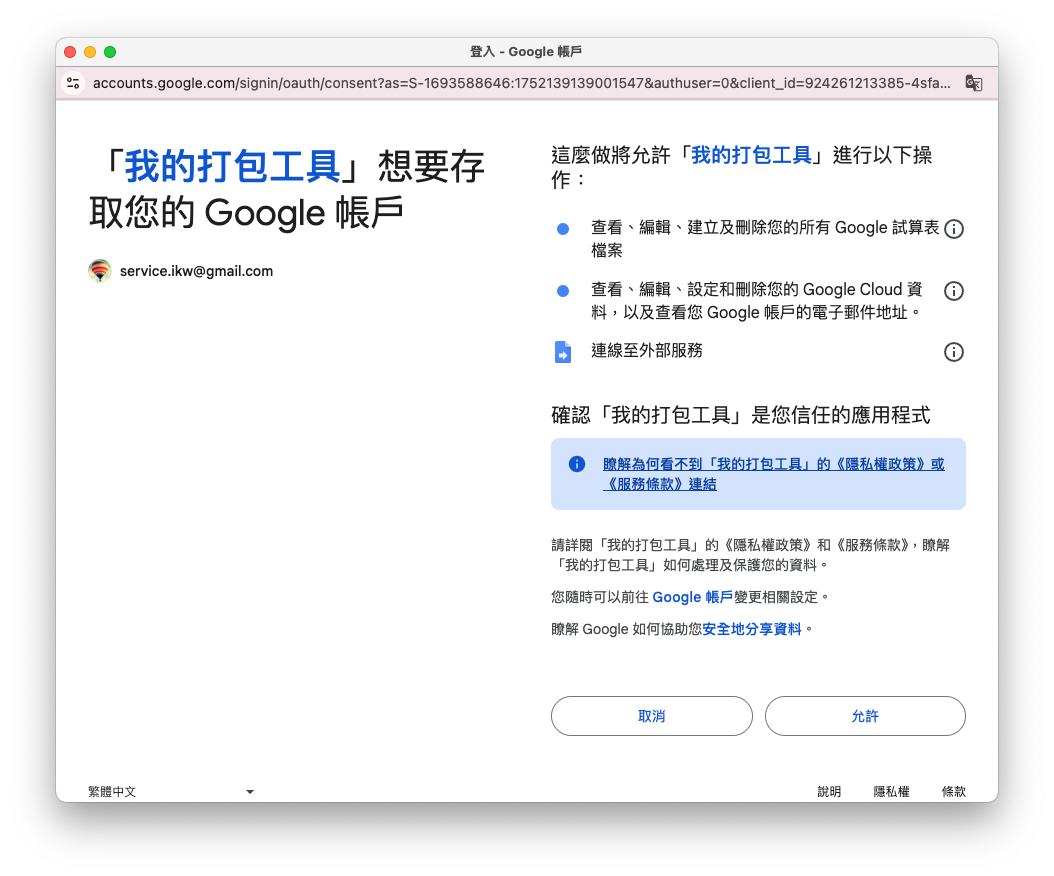 登入 - Google 帳戶
accounts.google.com/signin/oauth/consent?as=S-1693588646:1752139139001547&authuser=0&client_id=924261213385-4sfa...
「我的打包工具」想要存
取您的 Google 帳戶
service.ikw@gmail.com
這麼做將允許「我的打包工具」進行以下操
作：
查看、編輯、建立及刪除您的所有 Google 試算表
檔案
查看、編輯、設定和刪除您的 Google Cloud 資
料，以及查看您 Google 帳戶的電子郵件地址。
連線至外部服務
確認「我的打包工具」是您信任的應用程式
瞭解為何看不到「我的打包工具」的《隱私權政策》或
《服務條款》連結
請詳閱「我的打包工具」的《隱私權政策》和《服務條款》，瞭解
「我的打包工具」如何處理及保護您的資料。
您隨時可以前往 Google 帳戶變更相關設定。
瞭解 Google 如何協助您安全地分享資料。
取消
允許
繁體中文
說明
隱私權
條款